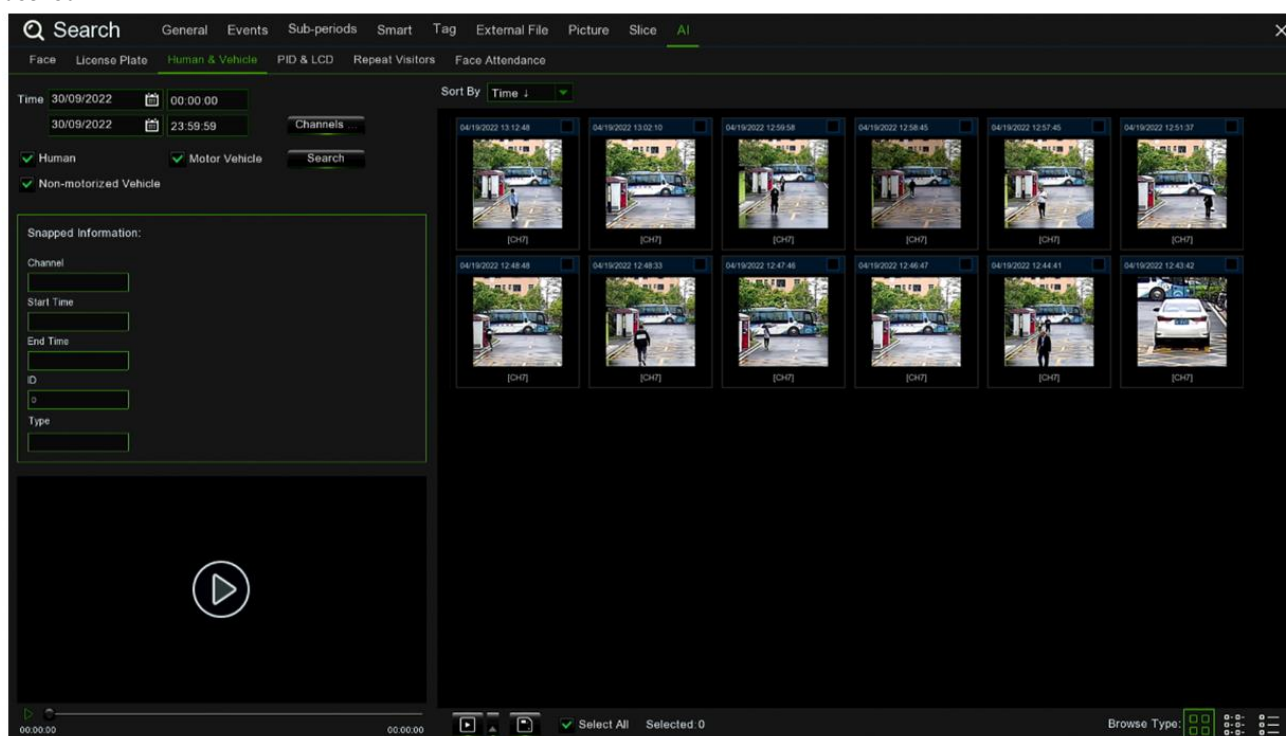 Search General Events Sub-periods Smart Tag External File Picture Slice AI
Face License Plate Human & Vehicle PID & LCD Repeat Visitors Face Attendance
Time 30/09/2022 00:00:00
30/09/2022 23:59:59 Channels ...
Human Motor Vehicle Search
Non-motorized Vehicle
Snapped Information:
Channel
Start Time
End Time
ID
0
Type
00:00:00 00:00:00
Sort By Time ↓
04/19/2022 13:12:48 04/19/2022 13:02:10 04/19/2022 12:59:58 04/19/2022 12:58:45 04/19/2022 12:57:45 04/19/2022 12:51:37
[CH7] [CH7] [CH7] [CH7] [CH7] [CH7]
04/19/2022 12:48:48 04/19/2022 12:48:33 04/19/2022 12:47:46 04/19/2022 12:46:47 04/19/2022 12:44:41 04/19/2022 12:43:42
[CH7] [CH7] [CH7] [CH7] [CH7] [CH7]
Select All Selected: 0 Browse Type: